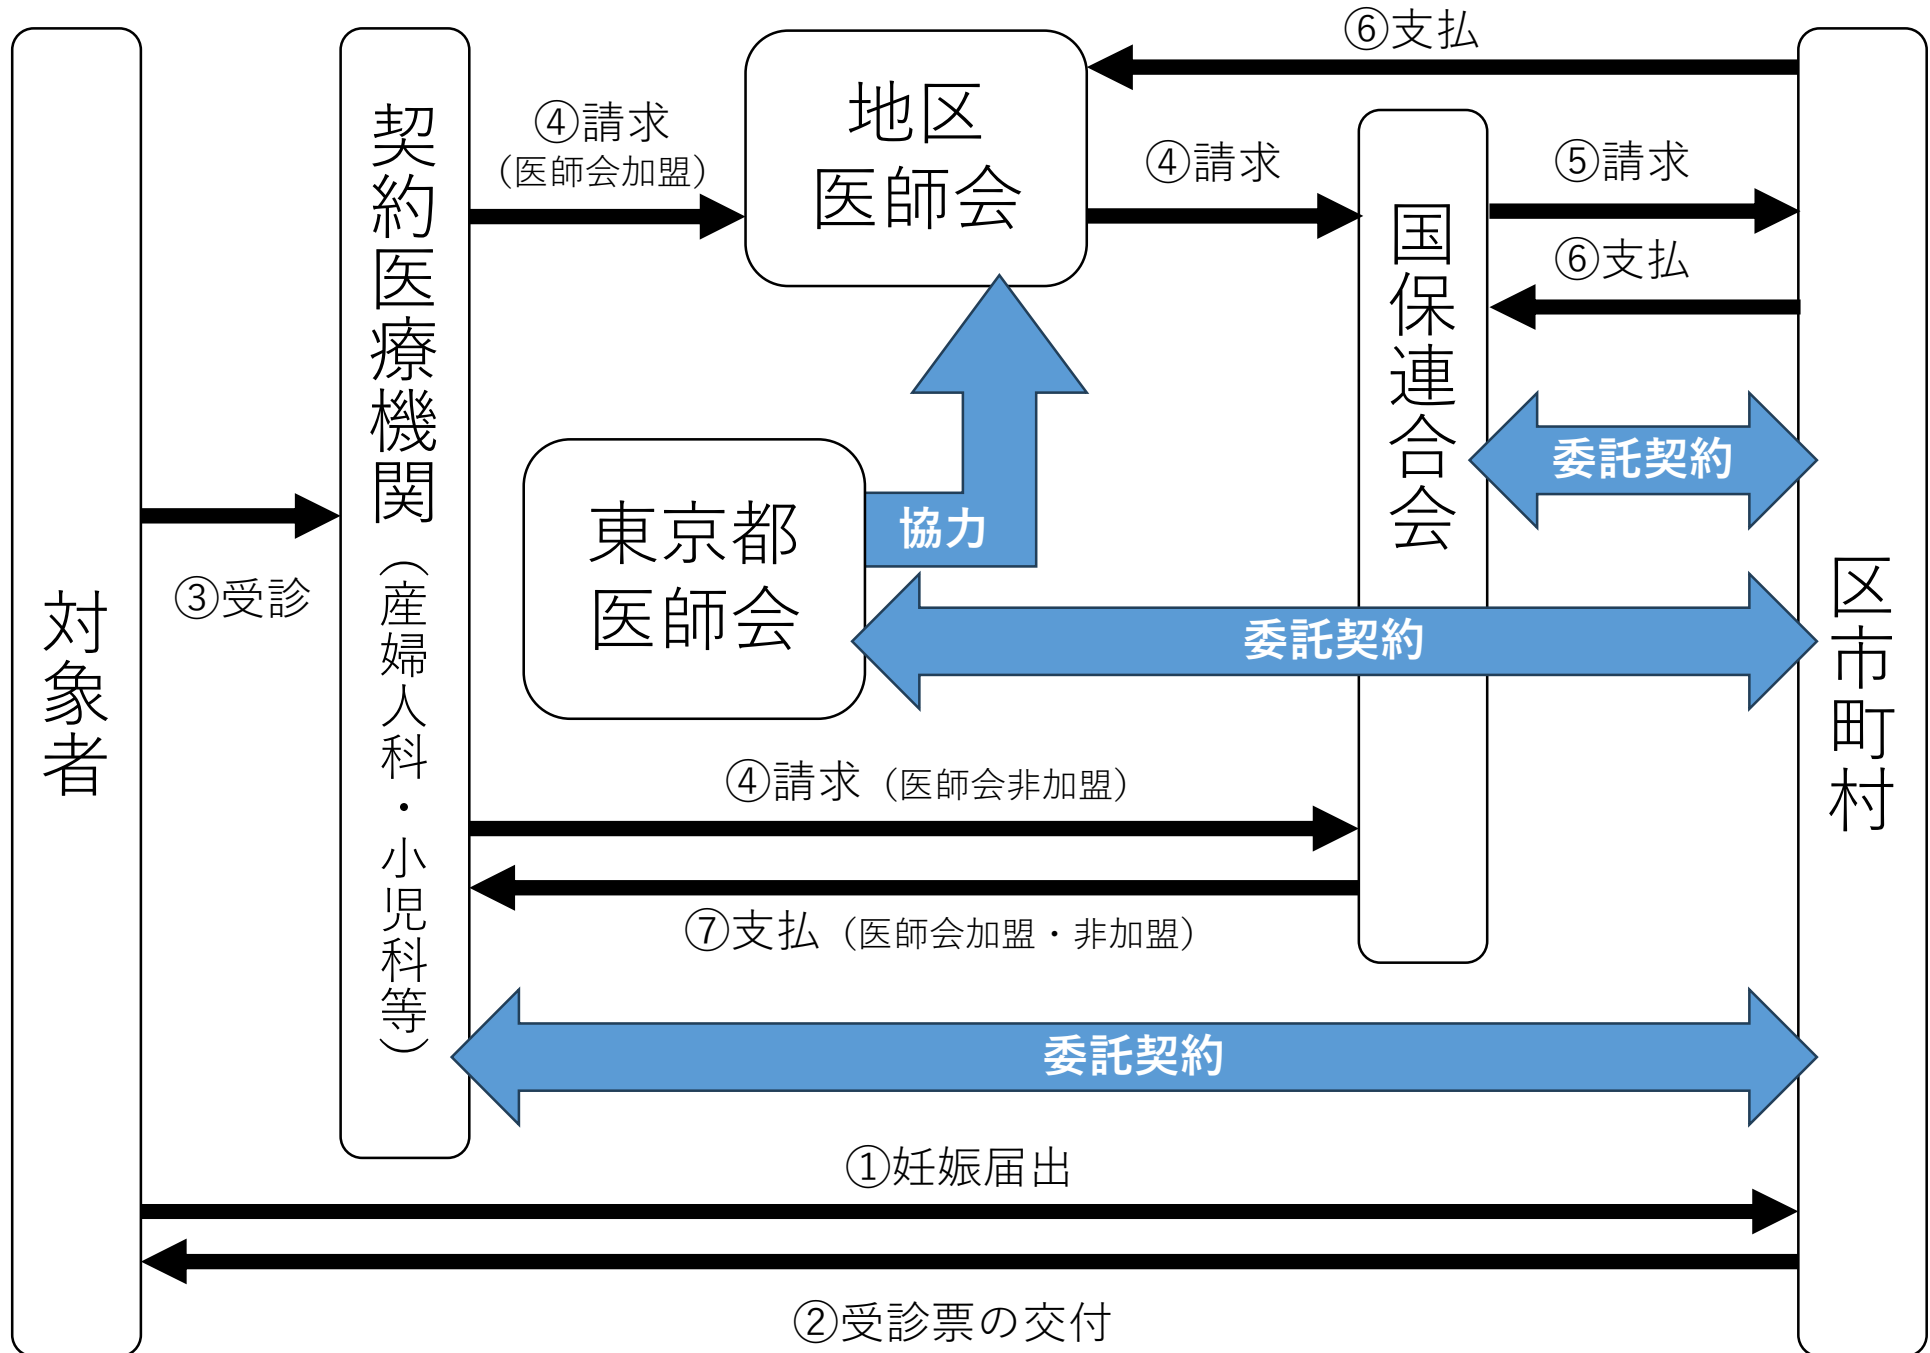 ⑥支払
④請求
（医師会加盟）
地区
医師会
④請求
⑤請求
⑥支払
契約医療機関（産婦人科・小児科等）
国保連合会
委託契約
東京都
医師会
協力
委託契約
③受診
対象者
区市町村
④請求（医師会非加盟）
⑦支払（医師会加盟・非加盟）
委託契約
①妊娠届出
②受診票の交付